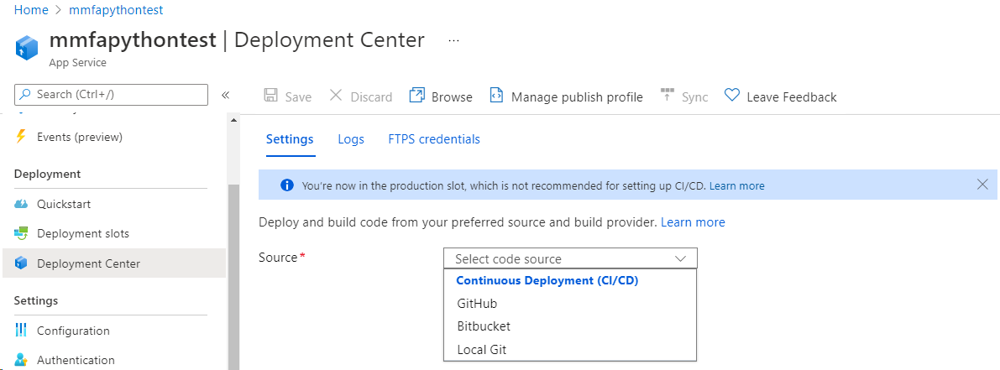 Home > mmfapythontest
mmfapythontest | Deployment Center ...
App Service
Search (Ctrl+/) «
Save Discard Browse Manage publish profile Sync Leave Feedback
Events (preview)
Settings Logs FTPS credentials
Deployment
You're now in the production slot, which is not recommended for setting up CI/CD. Learn more
Quickstart
Deploy and build code from your preferred source and build provider. Learn more
Deployment slots
Source* Select code source
Deployment Center
Continuous Deployment (CI/CD)
Settings
GitHub
Configuration
Bitbucket
Local Git
Authentication